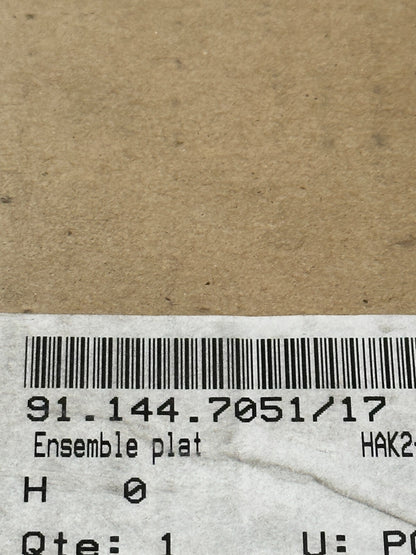 91.144.7051/17
Ensemble plat HAK2-
H 0
Qte: 1 U: P